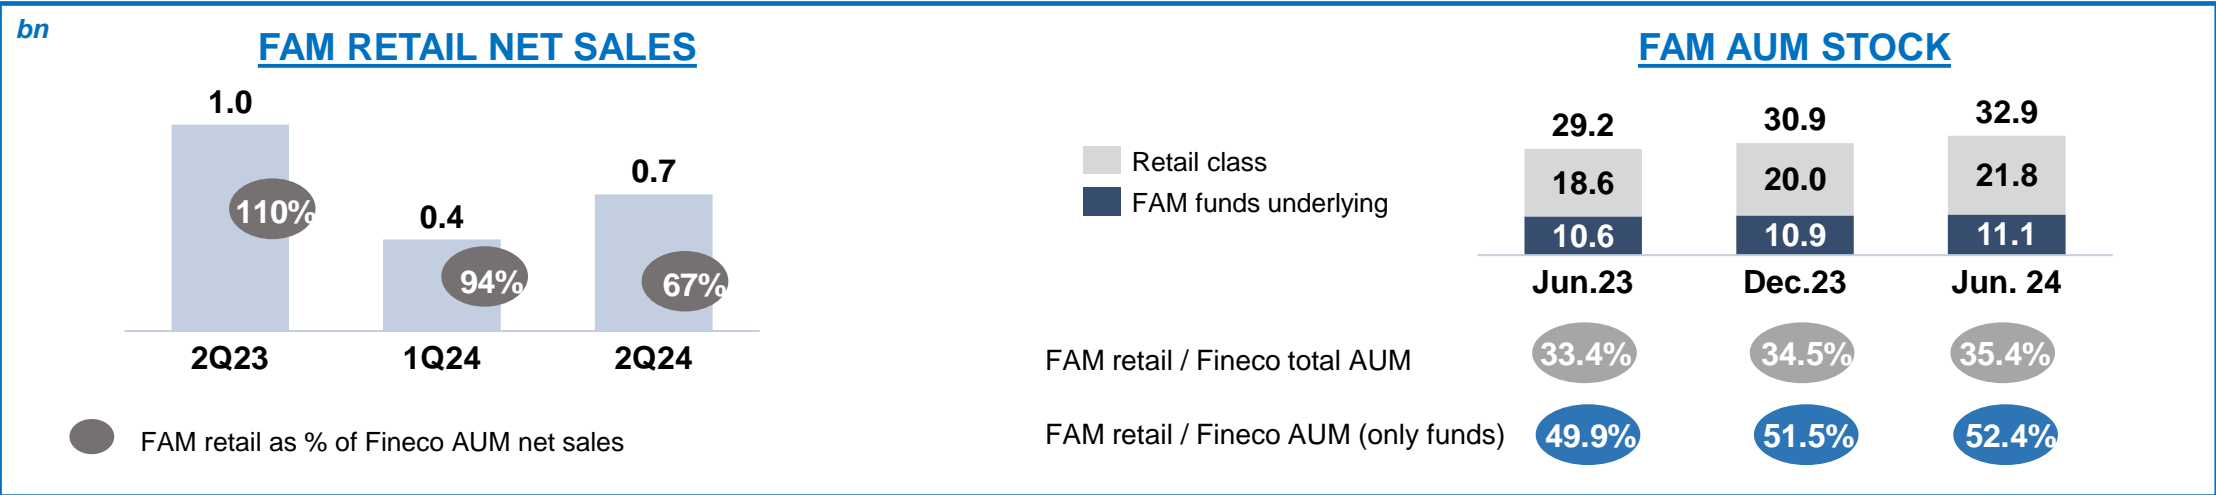 bn
FAM RETAIL NET SALES
1.0
0.4
0.7
110%
94%
67%
2Q23
1Q24
2Q24
FAM retail as % of Fineco AUM net sales
FAM AUM STOCK
Retail class
FAM funds underlying
29.2
30.9
32.9
18.6
20.0
21.8
10.6
10.9
11.1
Jun.23
Dec.23
Jun. 24
FAM retail / Fineco total AUM
33.4%
34.5%
35.4%
FAM retail / Fineco AUM (only funds)
49.9%
51.5%
52.4%